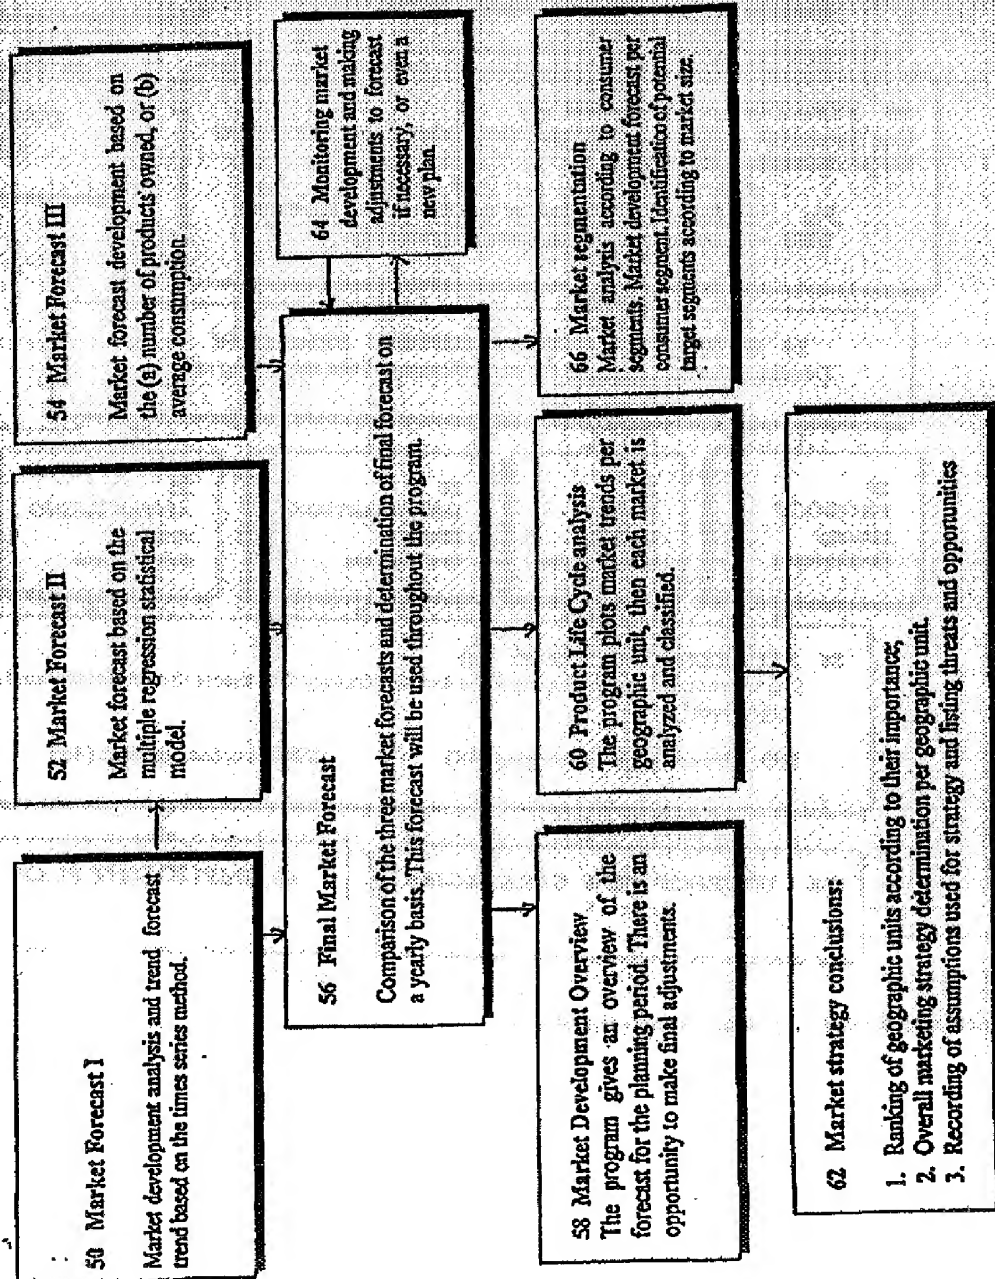 50 Market Forecast I
Market development analysis and trend forecast
trend based on the times series method.
52 Market Forecast II
Market forecast based on the
multiple regression statistical
model.
54 Market Forecast III
Market forecast development based on
the (a) number of products owned, or (b)
average consumption.
56 Final Market Forecast
Comparison of the three market forecasts and determination of final forecast on
a yearly basis. This forecast will be used throughout the program.
64 Monitoring market
development and making
adjustments to forecast
if necessary, or even a
new plan.
58 Market Development Overview
The program gives an overview of the
forecast for the planning period. There is an
opportunity to make final adjustments.
60 Product Life Cycle analysis
The program plots market trends per
geographic unit, then each market is
analyzed and classified.
66 Market segmentation
Market analysis according to consumer
segments. Market development forecast per
consumer segment. Identification of potential
target segments according to market size.
62 Market strategy conclusions:
1. Ranking of geographic units according to their importance;
2. Overall marketing strategy determination per geographic unit.
3. Recording of assumptions used for strategy and listing threats and opportunities